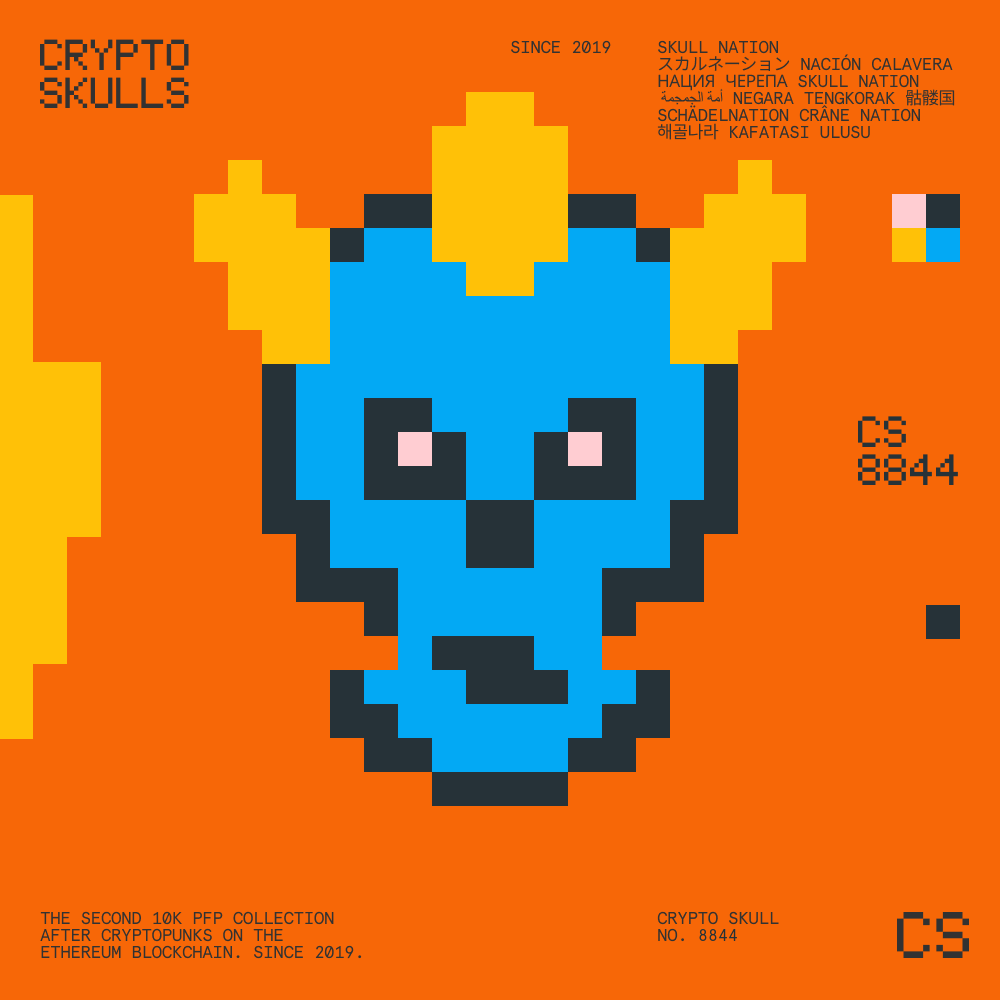 CRYPTO
SKULLS
SINCE 2019
SKULL NATION
スカルネーション NACIÓN CALAVERA
НАЦИЯ ЧЕРЕПА SKULL NATION
أمة الجمجمة NEGARA TENGKORAK 骷髅国
SCHÄDELNATION CRÂNE NATION
해골나라 KAFATASI ULUSU
CS
8844
THE SECOND 10K PFP COLLECTION
AFTER CRYPTOPUNKS ON THE
ETHEREUM BLOCKCHAIN. SINCE 2019.
CRYPTO SKULL
NO. 8844
CS